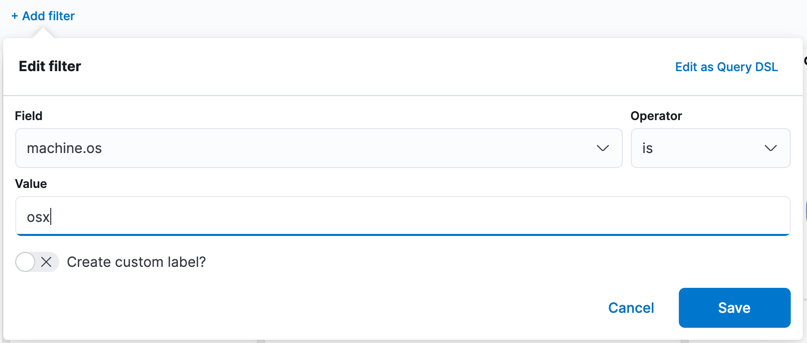 + Add filter
Edit filter
Edit as Query DSL
Field
Operator
machine.os
is
Value
osx
Create custom label?
Cancel
Save